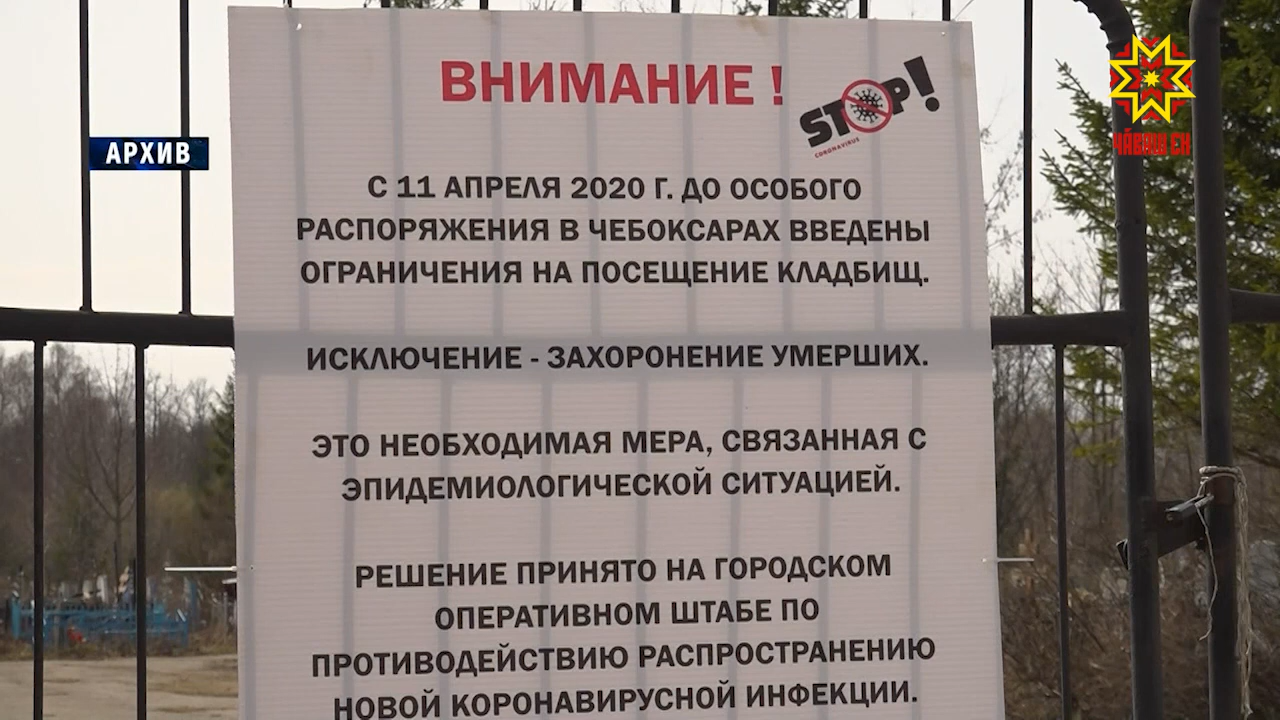 ВНИМАНИЕ !
STOP!
CORONAVIRUS
АРХИВ
ЧӐВАШ ЕН
С 11 АПРЕЛЯ 2020 Г. ДО ОСОБОГО
РАСПОРЯЖЕНИЯ В ЧЕБОКСАРАХ ВВЕДЕНЫ
ОГРАНИЧЕНИЯ НА ПОСЕЩЕНИЕ КЛАДБИЩ.
ИСКЛЮЧЕНИЕ - ЗАХОРОНЕНИЕ УМЕРШИХ.
ЭТО НЕОБХОДИМАЯ МЕРА, СВЯЗАННАЯ С
ЭПИДЕМИОЛОГИЧЕСКОЙ СИТУАЦИЕЙ.
РЕШЕНИЕ ПРИНЯТО НА ГОРОДСКОМ
ОПЕРАТИВНОМ ШТАБЕ ПО
ПРОТИВОДЕЙСТВИЮ РАСПРОСТРАНЕНИЮ
НОВОЙ КОРОНАВИРУСНОЙ ИНФЕКЦИИ.